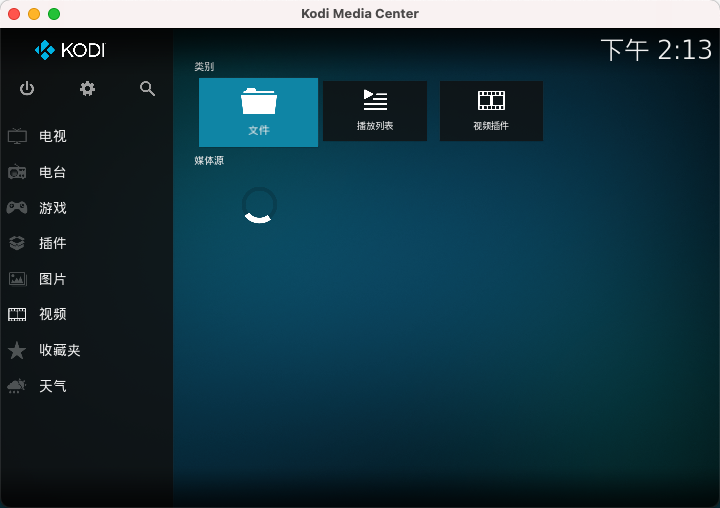 Kodi Media Center
KODI
下午 2:13
类别
文件
播放列表
视频插件
媒体源
电视
电台
游戏
插件
图片
视频
收藏夹
天气